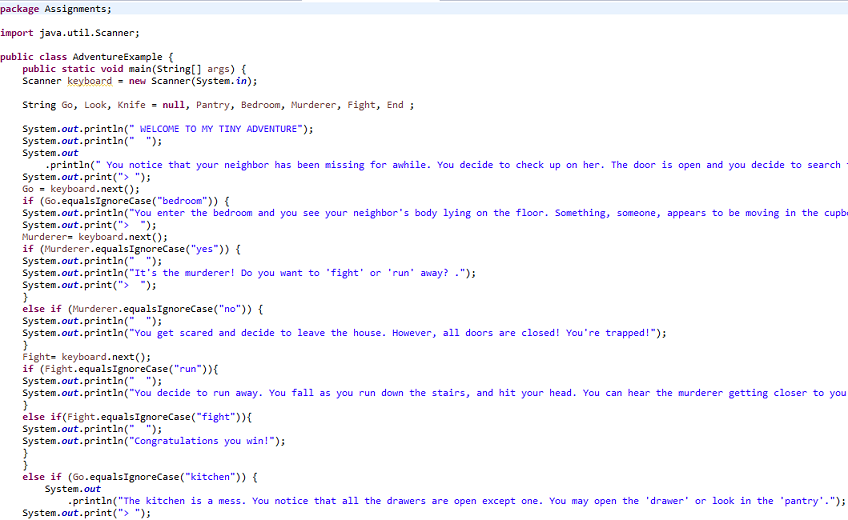 package Assignments;
import java.util.Scanner;
public class AdventureExample {
public static void main(String[] args) {
Scanner keyboard = new Scanner(System.in);
String Go, Look, Knife = null, Pantry, Bedroom, Murderer, Fight, End ;
System.out.println(" WELCOME TO MY TINY ADVENTURE");
System.out.println("  ");
System.out
.println(" You notice that your neighbor has been missing for awhile. You decide to check up on her. The door is open and you decide to search
System.out.print("> ");
Go = keyboard.next();
if (Go.equalsIgnoreCase("bedroom")) {
System.out.println("You enter the bedroom and you see your neighbor's body lying on the floor. Something, someone, appears to be moving in the cupbo
System.out.print(">  ");
Murderer= keyboard.next();
if (Murderer.equalsIgnoreCase("yes")) {
System.out.println("  ");
System.out.println("It's the murderer! Do you want to 'fight' or 'run' away? .");
System.out.print(">  ");
}
else if (Murderer.equalsIgnoreCase("no")) {
System.out.println("  ");
System.out.println("You get scared and decide to leave the house. However, all doors are closed! You're trapped!");
}
Fight= keyboard.next();
if (Fight.equalsIgnoreCase("run")){
System.out.println("  ");
System.out.println("You decide to run away. You fall as you run down the stairs, and hit your head. You can hear the murderer getting closer to you
}
else if(Fight.equalsIgnoreCase("fight")){
System.out.println("  ");
System.out.println("Congratulations you win!");
}
}
else if (Go.equalsIgnoreCase("kitchen")) {
System.out
.println("The kitchen is a mess. You notice that all the drawers are open except one. You may open the 'drawer' or look in the 'pantry'.");
System.out.print("> ");